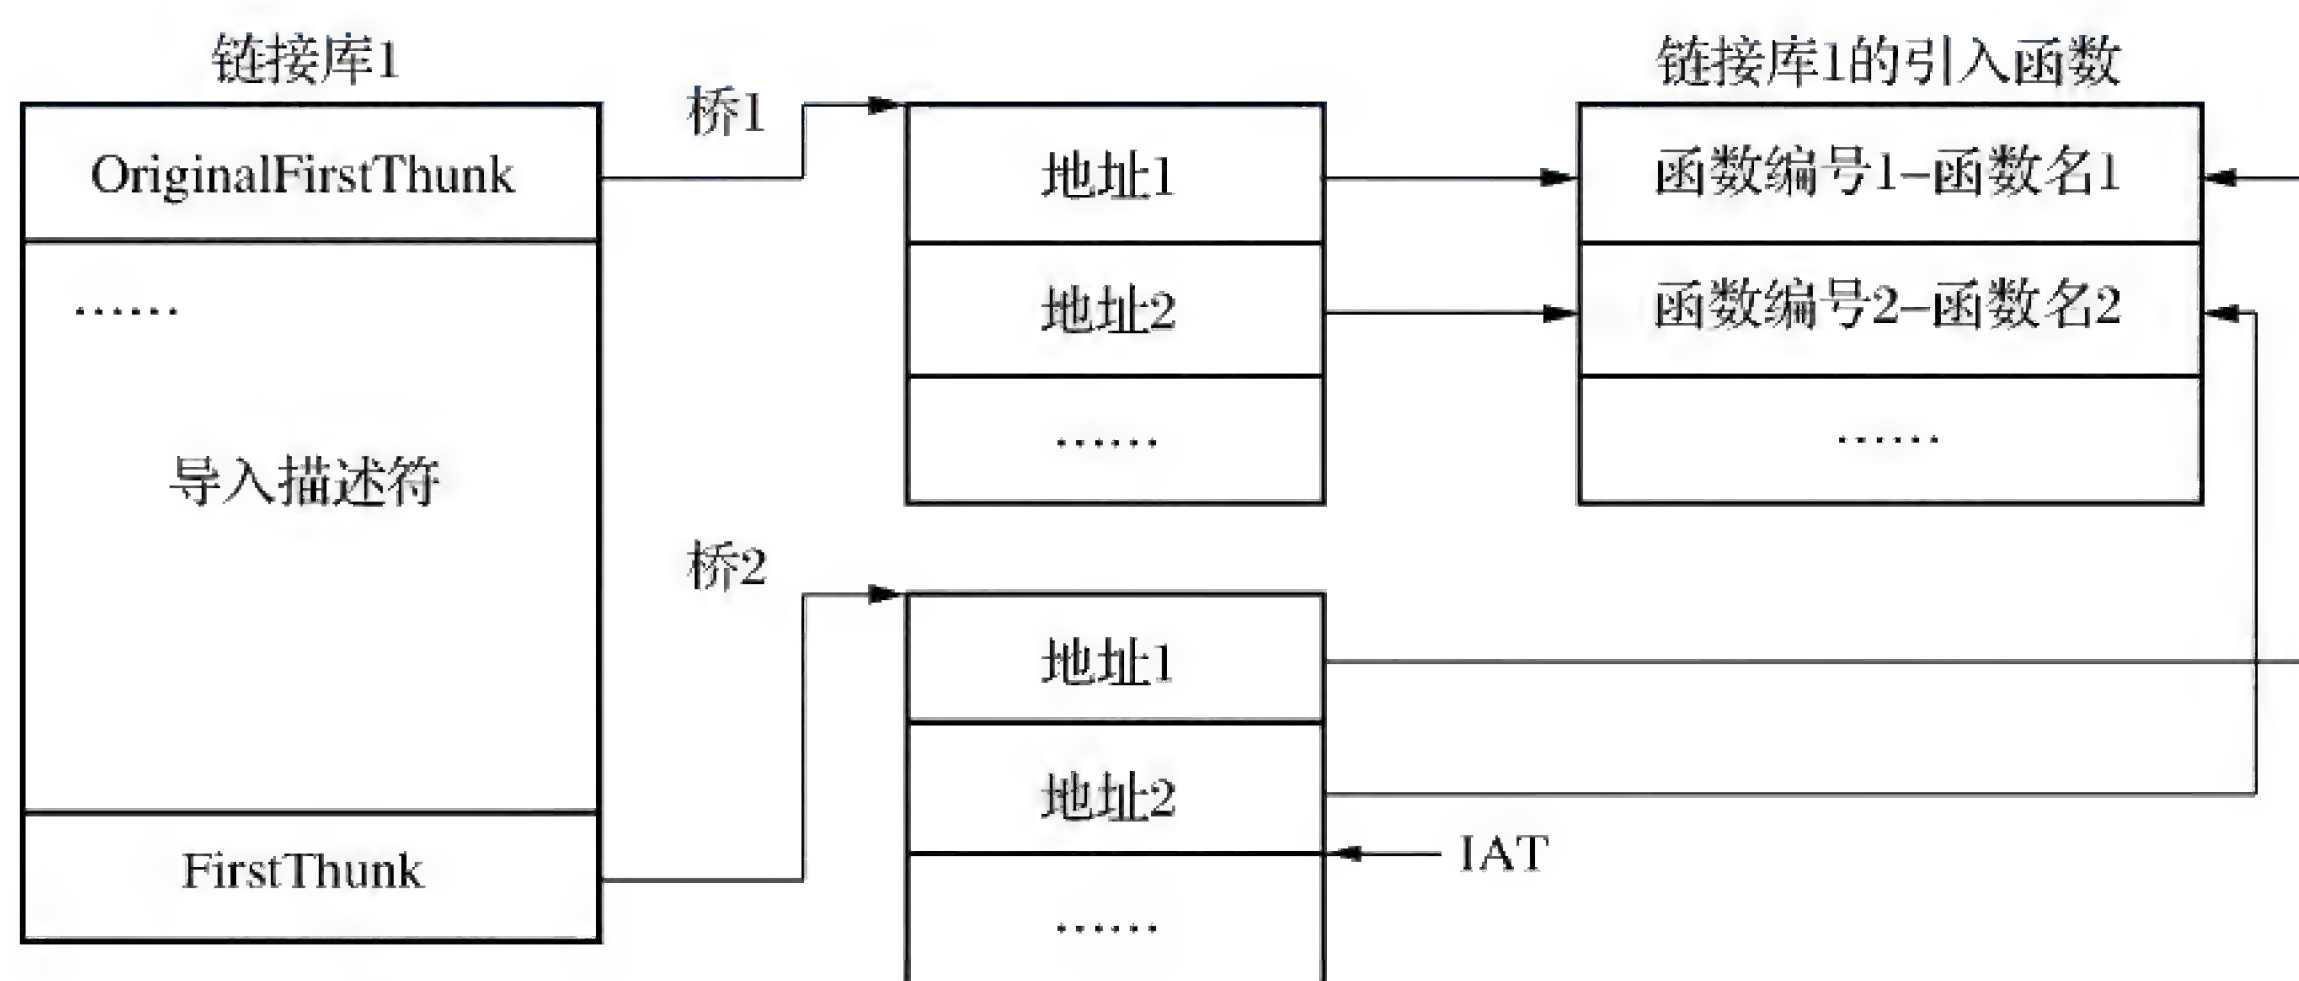 链接库1
OriginalFirstThunk
……
导入描述符
FirstThunk
桥1
地址1
地址2
……
桥2
地址1
地址2
……
IAT
链接库1的引入函数
函数编号1–函数名1
函数编号2–函数名2
……